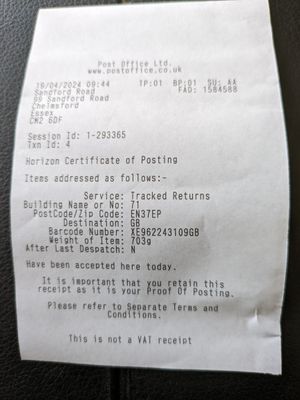 Post Office Ltd.
www.postoffice.co.uk
19/04/2024 09:44 TP:01 BP:01 SU: AA
Sandford Road FAD: 1584588
99 Sandford Road
Chelmsford
Essex
CM2 6DF
Session Id: 1-293365
Txn Id: 4
Horizon Certificate of Posting
Items addressed as follows:-
Service: Tracked Returns
Building Name or No: 71
PostCode/Zip Code: EN37EP
Destination: GB
Barcode Number: XE962243109GB
Weight of Item: 703g
After Last Despatch: N
Have been accepted here today.
It is important that you retain this
receipt as it is your Proof Of Posting.
Please refer to Separate Terms and
Conditions.
This is not a VAT receipt